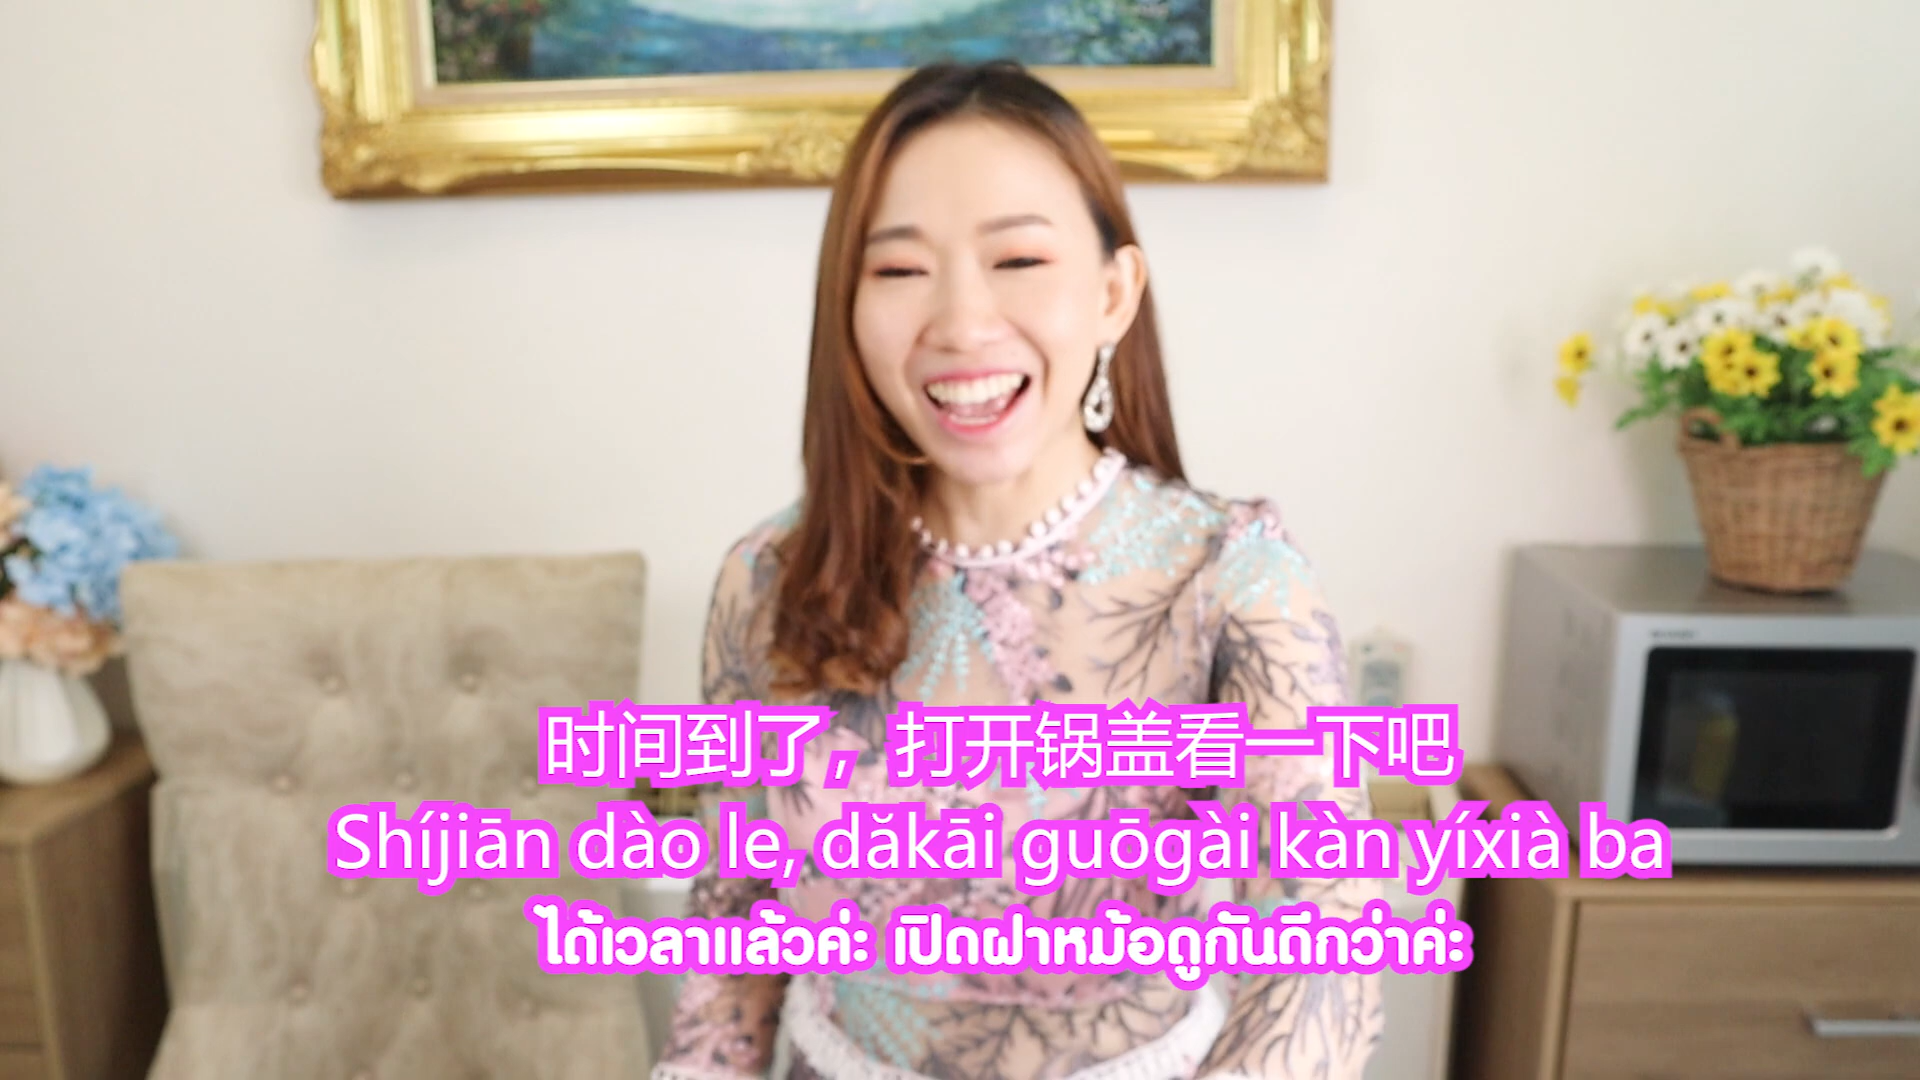 时间到了，打开锅盖看一下吧
Shíjiān dào le, dǎkāi guōgài kàn yíxià ba
ได้เวลาแล้วค่ะ เปิดฝาหม้อดูกันดีกว่าค่ะ